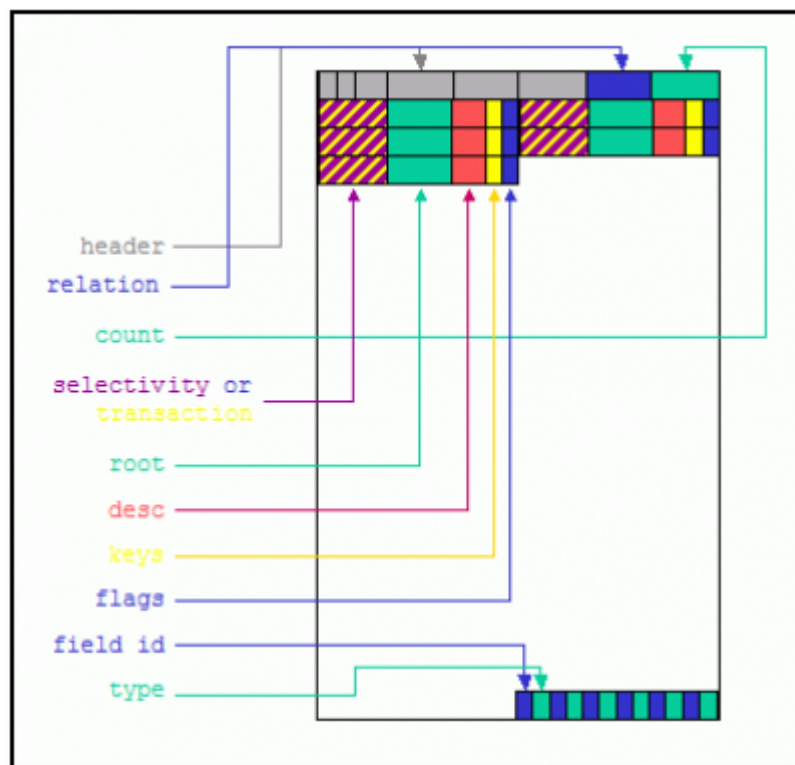 header
relation
count
selectivity or
transaction
root
desc
keys
flags
field id
type